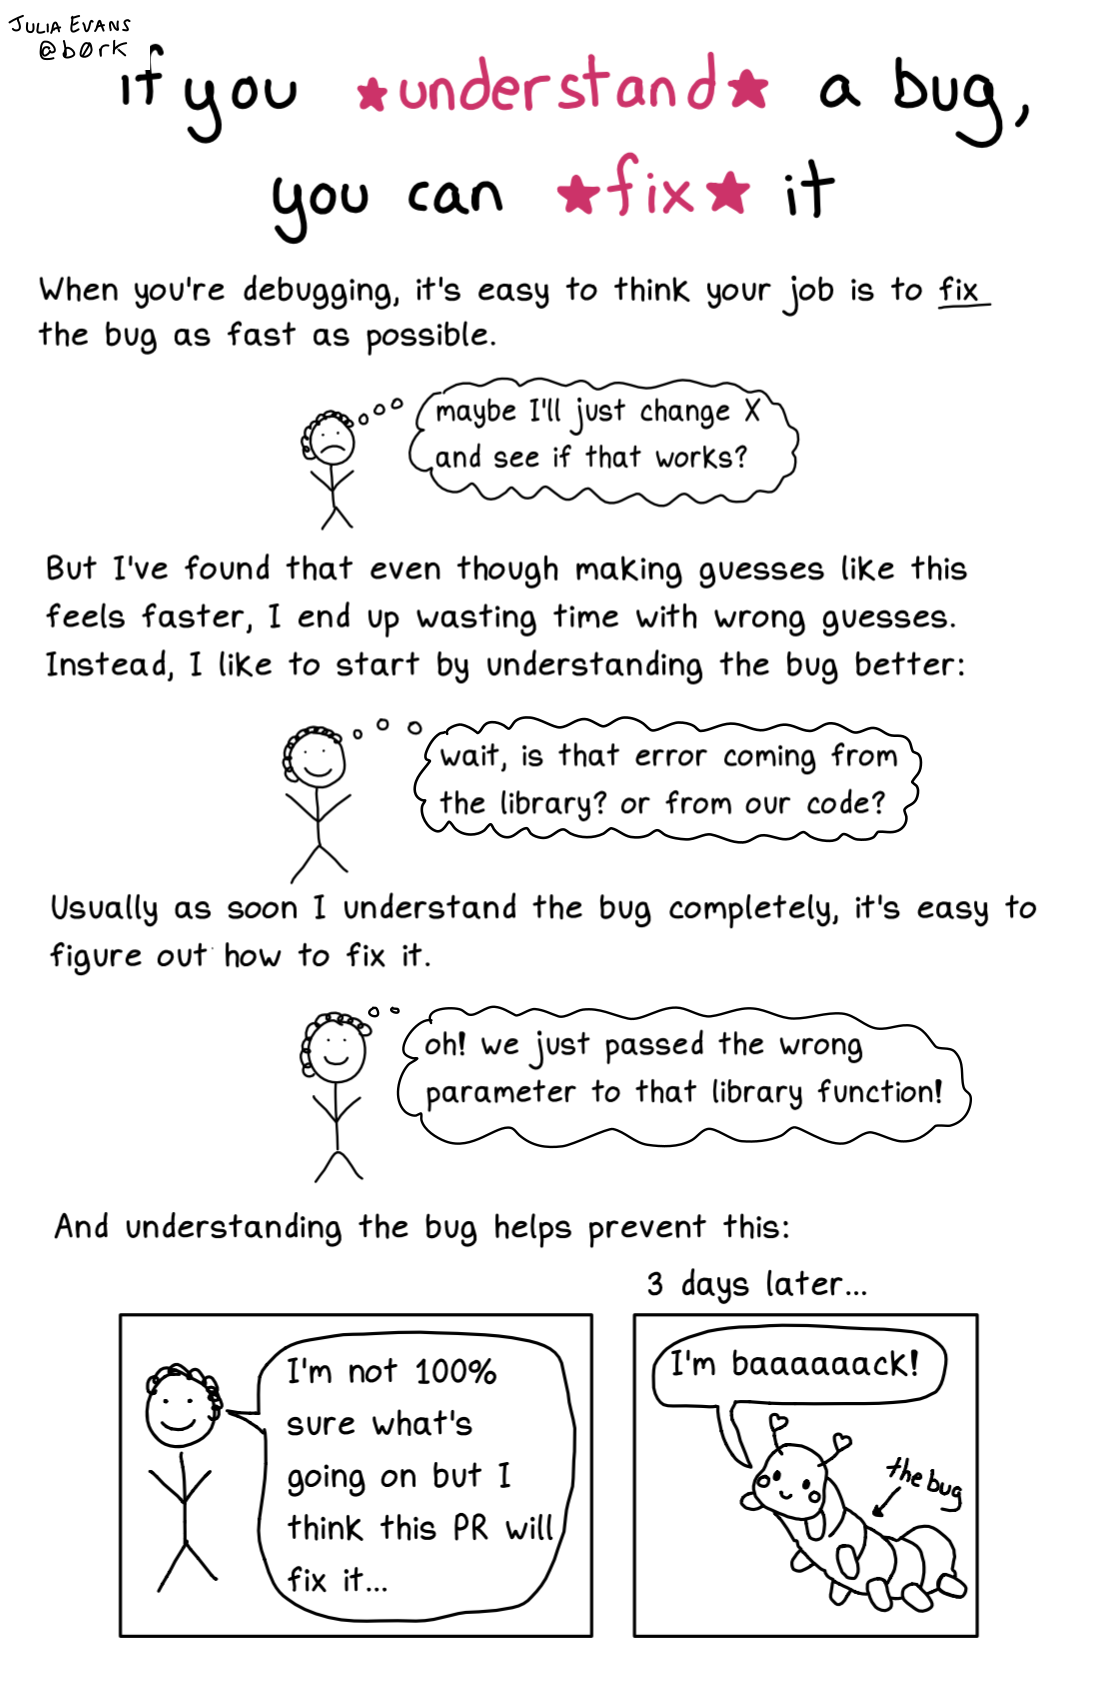 JULIA EVANS
@b0rk
if you ★understand★ a bug,
you can ★fix★ it
When you're debugging, it's easy to think your job is to fix
the bug as fast as possible.
maybe I'll just change X
and see if that works?
But I've found that even though making guesses like this
feels faster, I end up wasting time with wrong guesses.
Instead, I like to start by understanding the bug better:
wait, is that error coming from
the library? or from our code?
Usually as soon I understand the bug completely, it's easy to
figure out how to fix it.
oh! we just passed the wrong
parameter to that library function!
And understanding the bug helps prevent this:
I'm not 100%
sure what's
going on but I
think this PR will
fix it...
3 days later...
I'm baaaaaack!
the bug